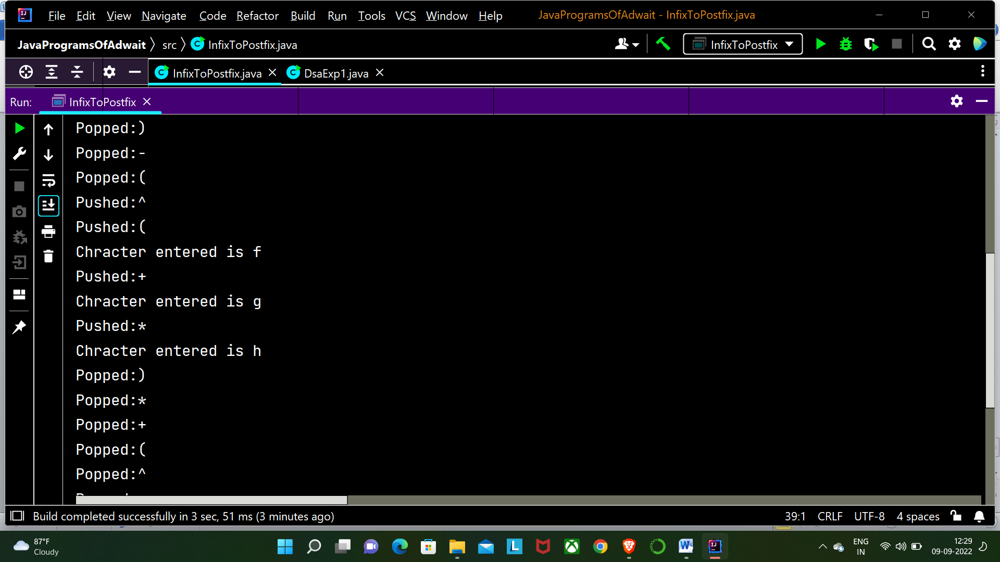 File Edit View Navigate Code Refactor Build Run Tools VCS Window Help JavaProgramsOfAdwait - InfixToPostfix.java
JavaProgramsOfAdwait src InfixToPostfix.java InfixToPostfix
InfixToPostfix.java DsaExp1.java
Run: InfixToPostfix
Popped:)
Popped:-
Popped:(
Pushed:^
Pushed:(
Chracter entered is f
Pushed:+
Chracter entered is g
Pushed:*
Chracter entered is h
Popped:)
Popped:*
Popped:+
Popped:(
Popped:^
Build completed successfully in 3 sec, 51 ms (3 minutes ago) 39:1 CRLF UTF-8 4 spaces
87°F
Cloudy
ENG
IN
12:29
09-09-2022